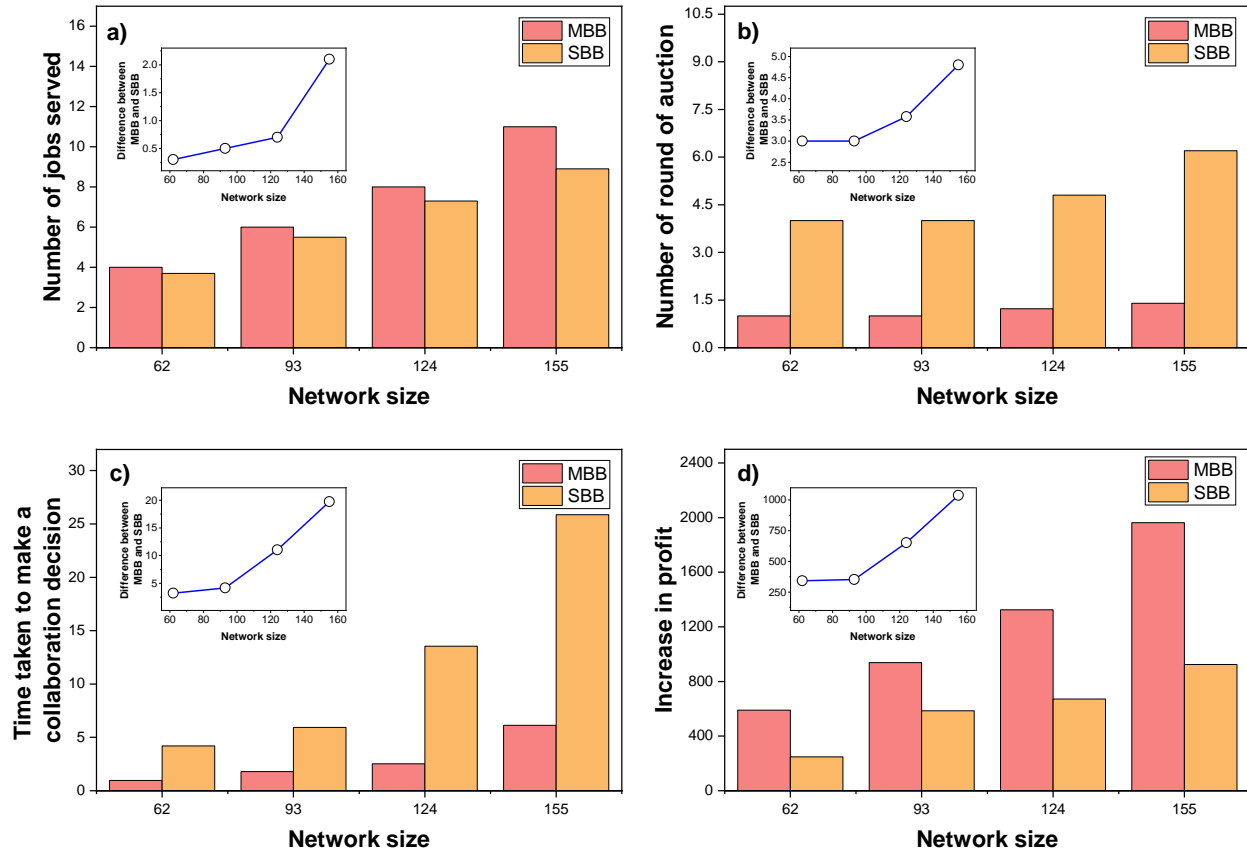 a)
MBB
SBB
Number of jobs served
16
14
12
10
8
6
4
2
0
62
93
124
155
Network size
Difference between
MBB and SBB
2.0
1.5
1.0
0.5
60
80
100
120
140
160
Network size
b)
MBB
SBB
Number of round of auction
10.5
9.0
7.5
6.0
4.5
3.0
1.5
0.0
62
93
124
155
Network size
Difference between
MBB and SBB
5.0
4.5
4.0
3.5
3.0
2.5
60
80
100
120
140
160
Network size
c)
MBB
SBB
Time taken to make a
collaboration decision
30
25
20
15
10
5
0
62
93
124
155
Network size
Difference between
MBB and SBB
20
15
10
5
60
80
100
120
140
160
Network size
d)
MBB
SBB
Increase in profit
2400
2000
1600
1200
800
400
0
62
93
124
155
Network size
Difference between
MBB and SBB
1000
750
500
250
60
80
100
120
140
160
Network size